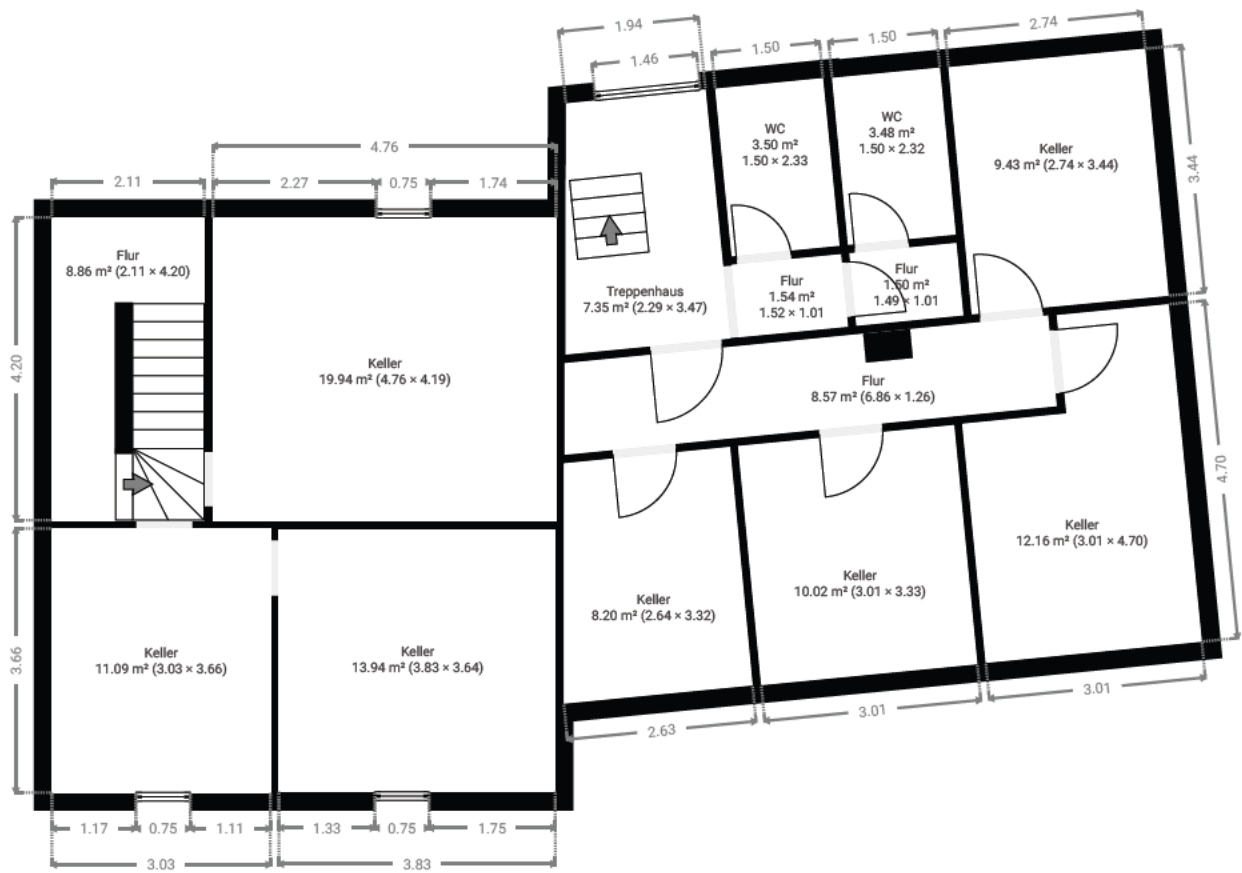 1.94
2.74
1.50
1.50
1.46
WC
3.48 m²
1.50 × 2.32
WC
3.50 m²
1.50 × 2.33
4.76
Keller
9.43 m² (2.74 × 3.44)
3.44
2.11
2.27
0.75
1.74
Flur
8.86 m² (2.11 × 4.20)
Flur
1.50 m²
1.49 × 1.01
Flur
1.54 m²
1.52 × 1.01
Treppenhaus
7.35 m² (2.29 × 3.47)
4.20
Keller
19.94 m² (4.76 × 4.19)
Flur
8.57 m² (6.86 × 1.26)
4.70
Keller
12.16 m² (3.01 × 4.70)
Keller
10.02 m² (3.01 × 3.33)
Keller
8.20 m² (2.64 × 3.32)
3.66
Keller
11.09 m² (3.03 × 3.66)
Keller
13.94 m² (3.83 × 3.64)
3.01
3.01
2.63
1.17
0.75
1.11
1.33
0.75
1.75
3.03
3.83